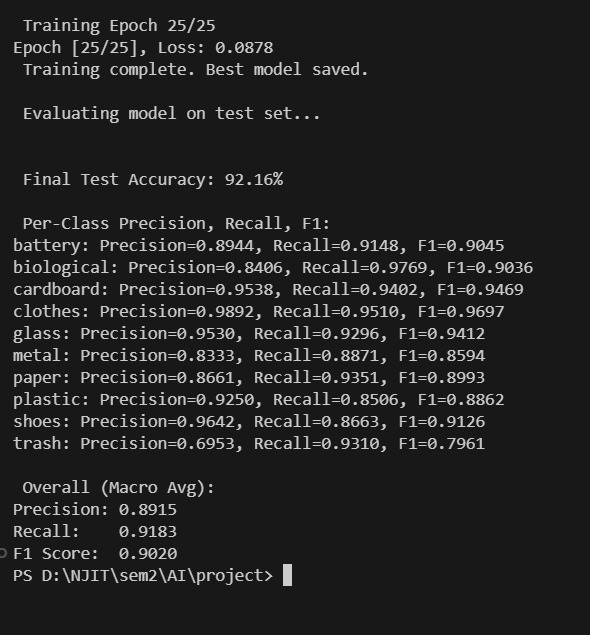 Training Epoch 25/25
Epoch [25/25], Loss: 0.0878
Training complete. Best model saved.
Evaluating model on test set...
Final Test Accuracy: 92.16%
Per-Class Precision, Recall, F1:
battery: Precision=0.8944, Recall=0.9148, F1=0.9045
biological: Precision=0.8406, Recall=0.9769, F1=0.9036
cardboard: Precision=0.9538, Recall=0.9402, F1=0.9469
clothes: Precision=0.9892, Recall=0.9510, F1=0.9697
glass: Precision=0.9530, Recall=0.9296, F1=0.9412
metal: Precision=0.8333, Recall=0.8871, F1=0.8594
paper: Precision=0.8661, Recall=0.9351, F1=0.8993
plastic: Precision=0.9250, Recall=0.8506, F1=0.8862
shoes: Precision=0.9642, Recall=0.8663, F1=0.9126
trash: Precision=0.6953, Recall=0.9310, F1=0.7961
Overall (Macro Avg):
Precision: 0.8915
Recall:    0.9183
F1 Score:  0.9020
PS D:\NJIT\sem2\AI\project>